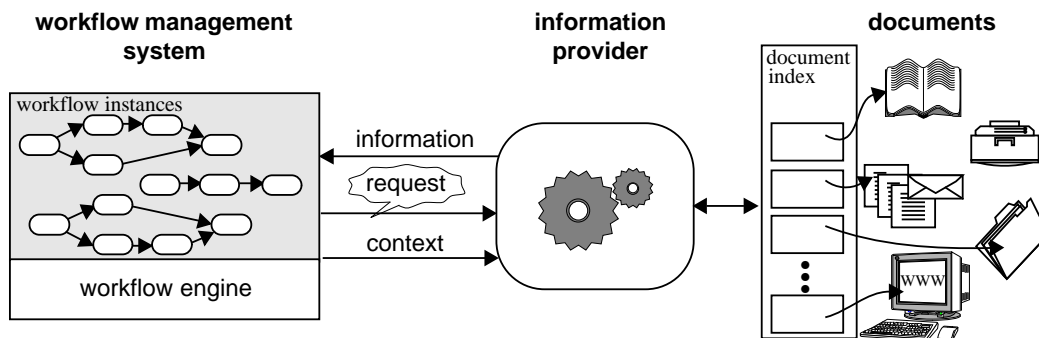 workflow management
system
information
provider
documents
workflow instances
document
index
information
request
context
workflow engine
WWW